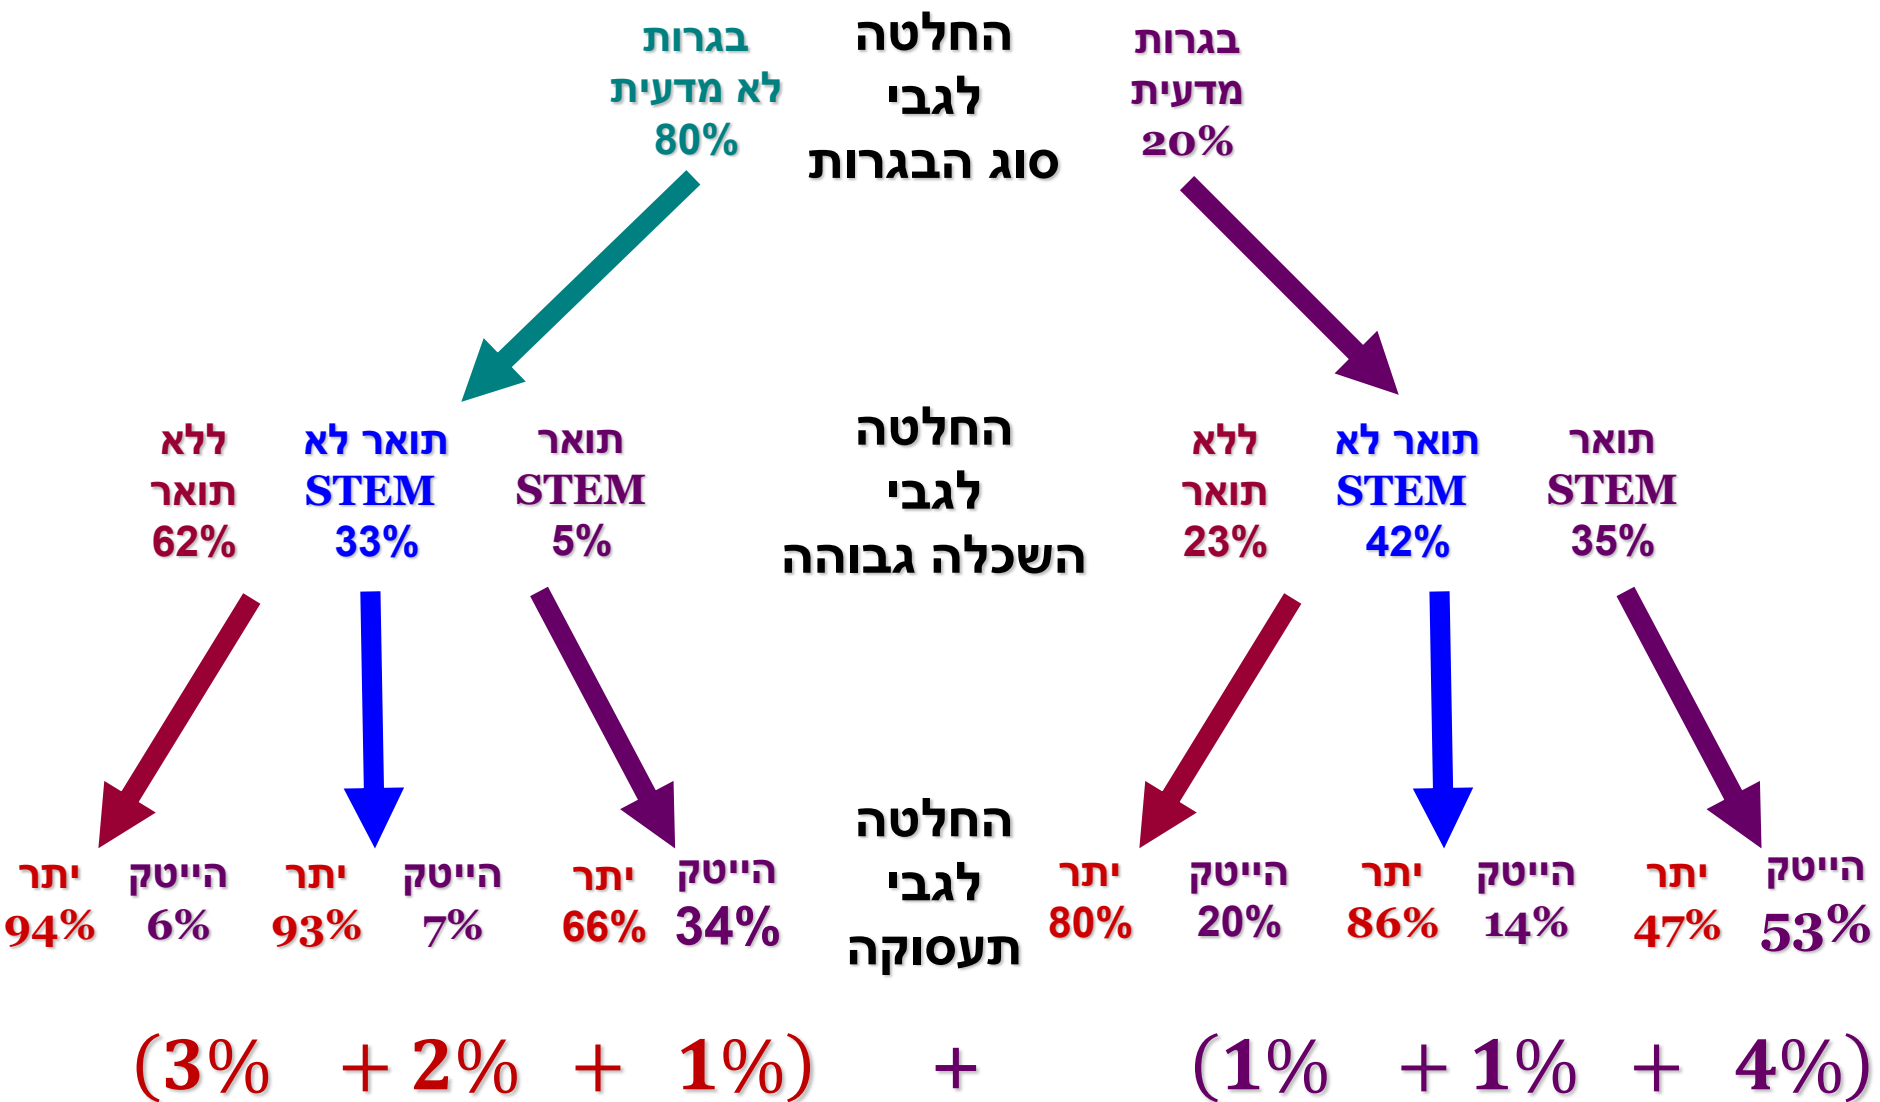 החלטה
לגבי
סוג הבגרות
בגרות
מדעית
20%
בגרות
לא מדעית
80%
החלטה
לגבי
השכלה גבוהה
תואר
STEM
35%
תואר לא
STEM
42%
ללא
תואר
23%
תואר
STEM
5%
תואר לא
STEM
33%
ללא
תואר
62%
החלטה
לגבי
תעסוקה
הייטק
53%
יתר
47%
הייטק
14%
יתר
86%
הייטק
20%
יתר
80%
הייטק
34%
יתר
66%
הייטק
7%
יתר
93%
הייטק
6%
יתר
94%
(3% + 2% + 1%) + (1% + 1% + 4%)